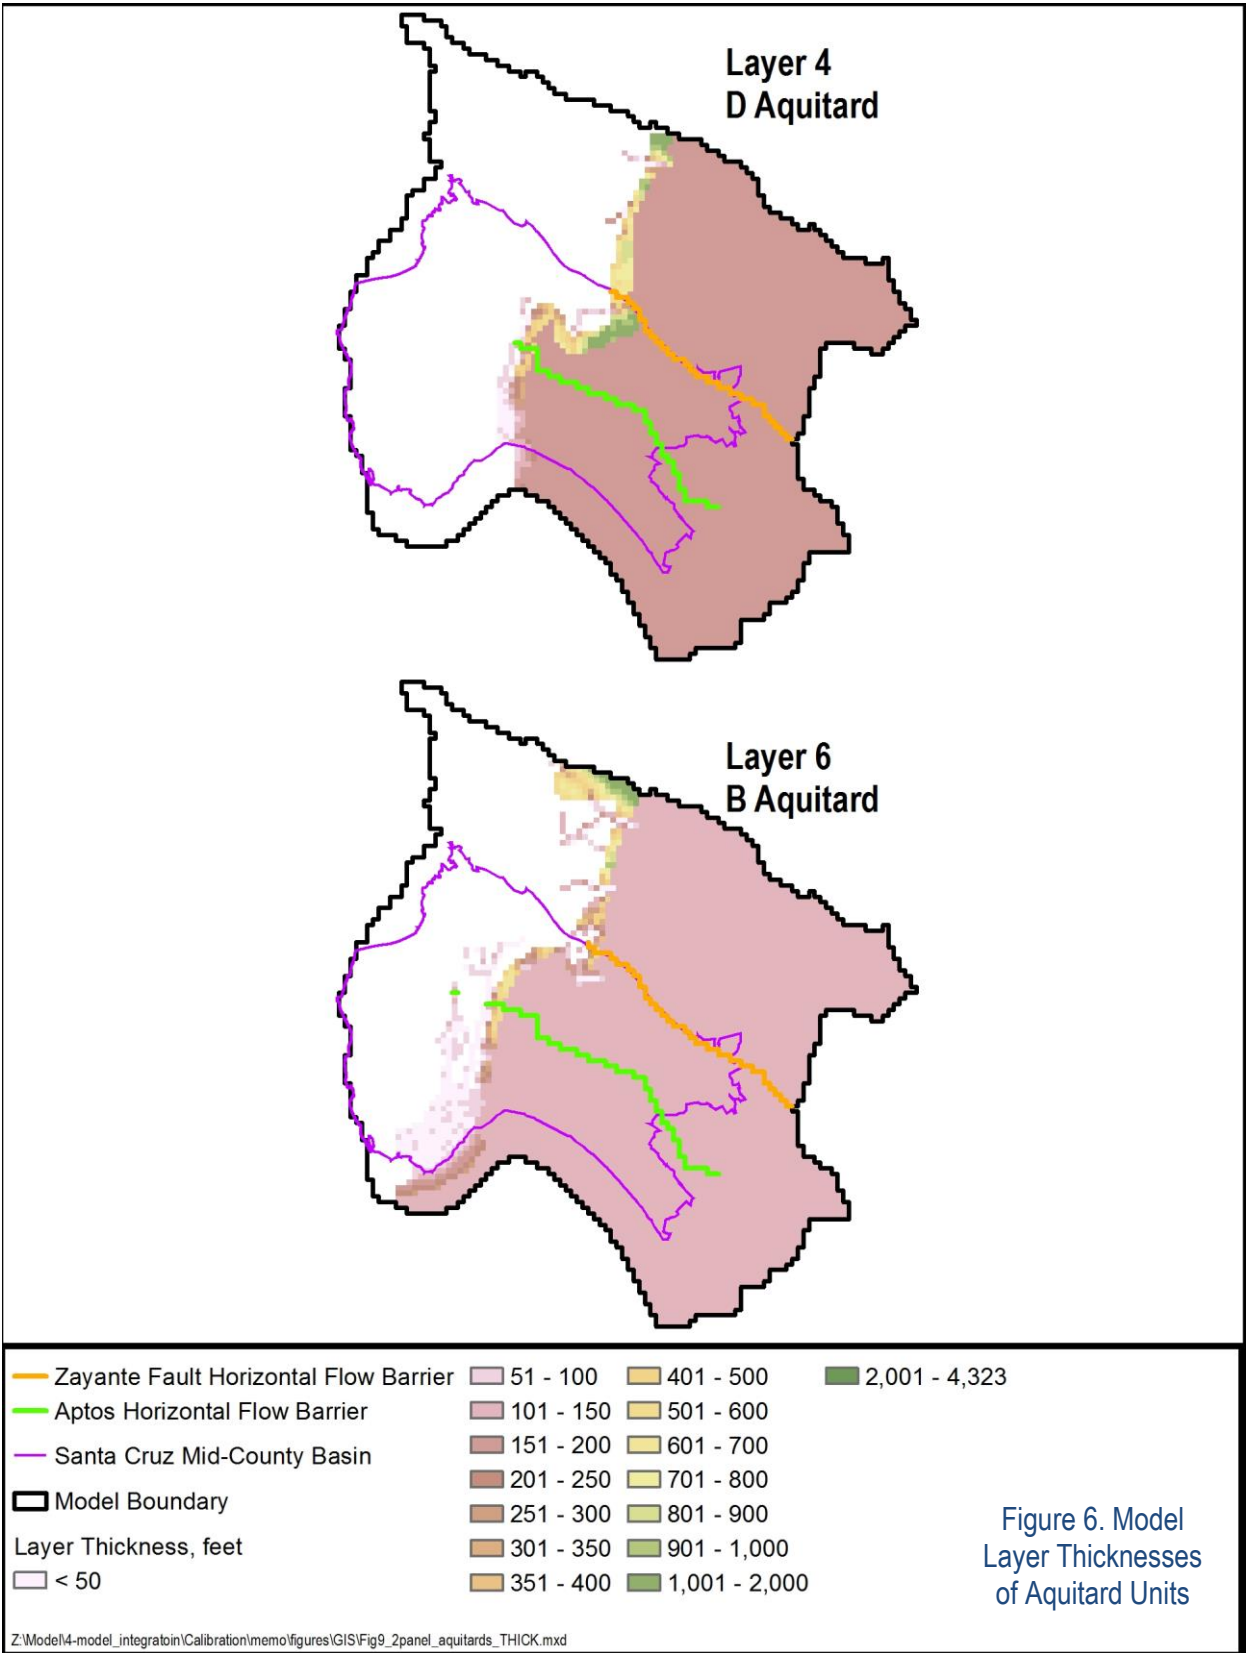 Layer 4
D Aquitard
Layer 6
B Aquitard
Zayante Fault Horizontal Flow Barrier
Aptos Horizontal Flow Barrier
Santa Cruz Mid-County Basin
Model Boundary
Layer Thickness, feet
< 50
51 - 100
101 - 150
151 - 200
201 - 250
251 - 300
301 - 350
351 - 400
401 - 500
501 - 600
601 - 700
701 - 800
801 - 900
901 - 1,000
1,001 - 2,000
2,001 - 4,323
Figure 6. Model
Layer Thicknesses
of Aquitard Units
Z:\Model\4-model_integratoin\Calibration\memo\figures\GIS\Fig9_2panel_aquitards_THICK.mxd